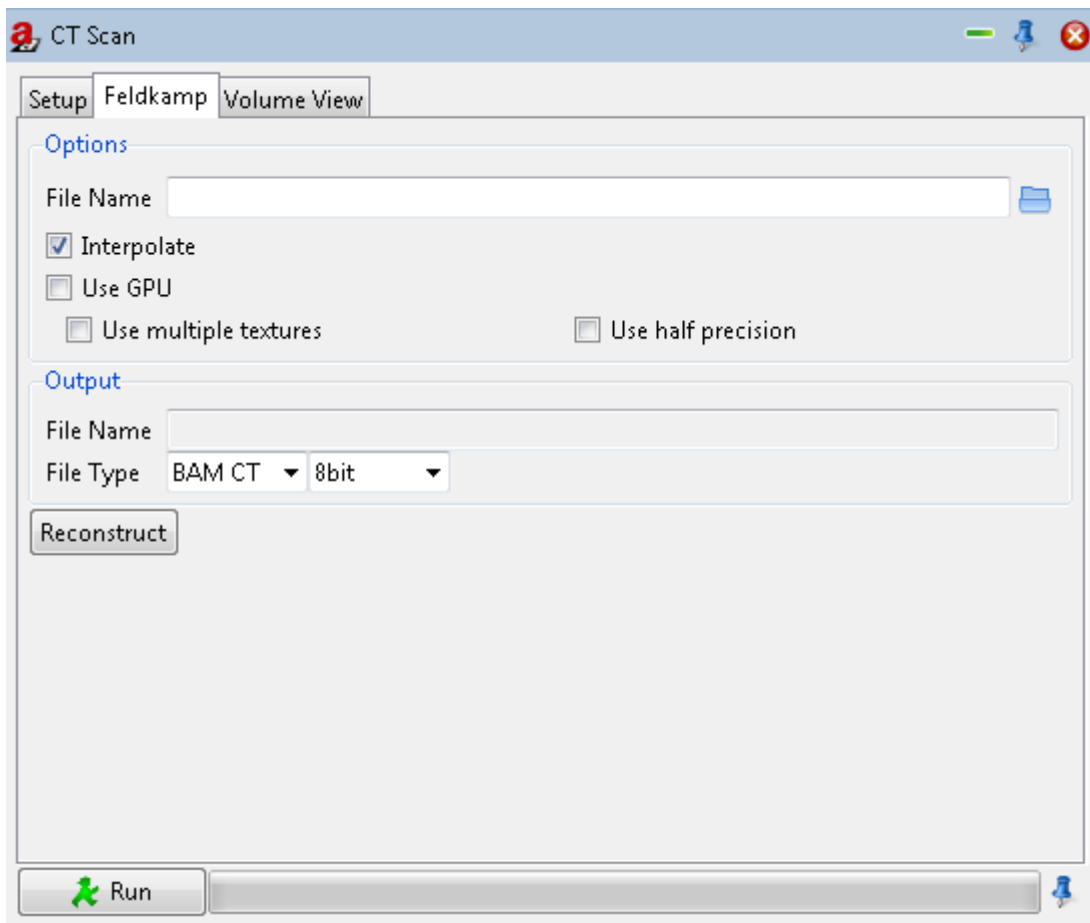 CT Scan
Setup Feldkamp Volume View
Options
File Name
Interpolate
Use GPU
Use multiple textures Use half precision
Output
File Name
File Type BAM CT 8bit
Reconstruct
Run